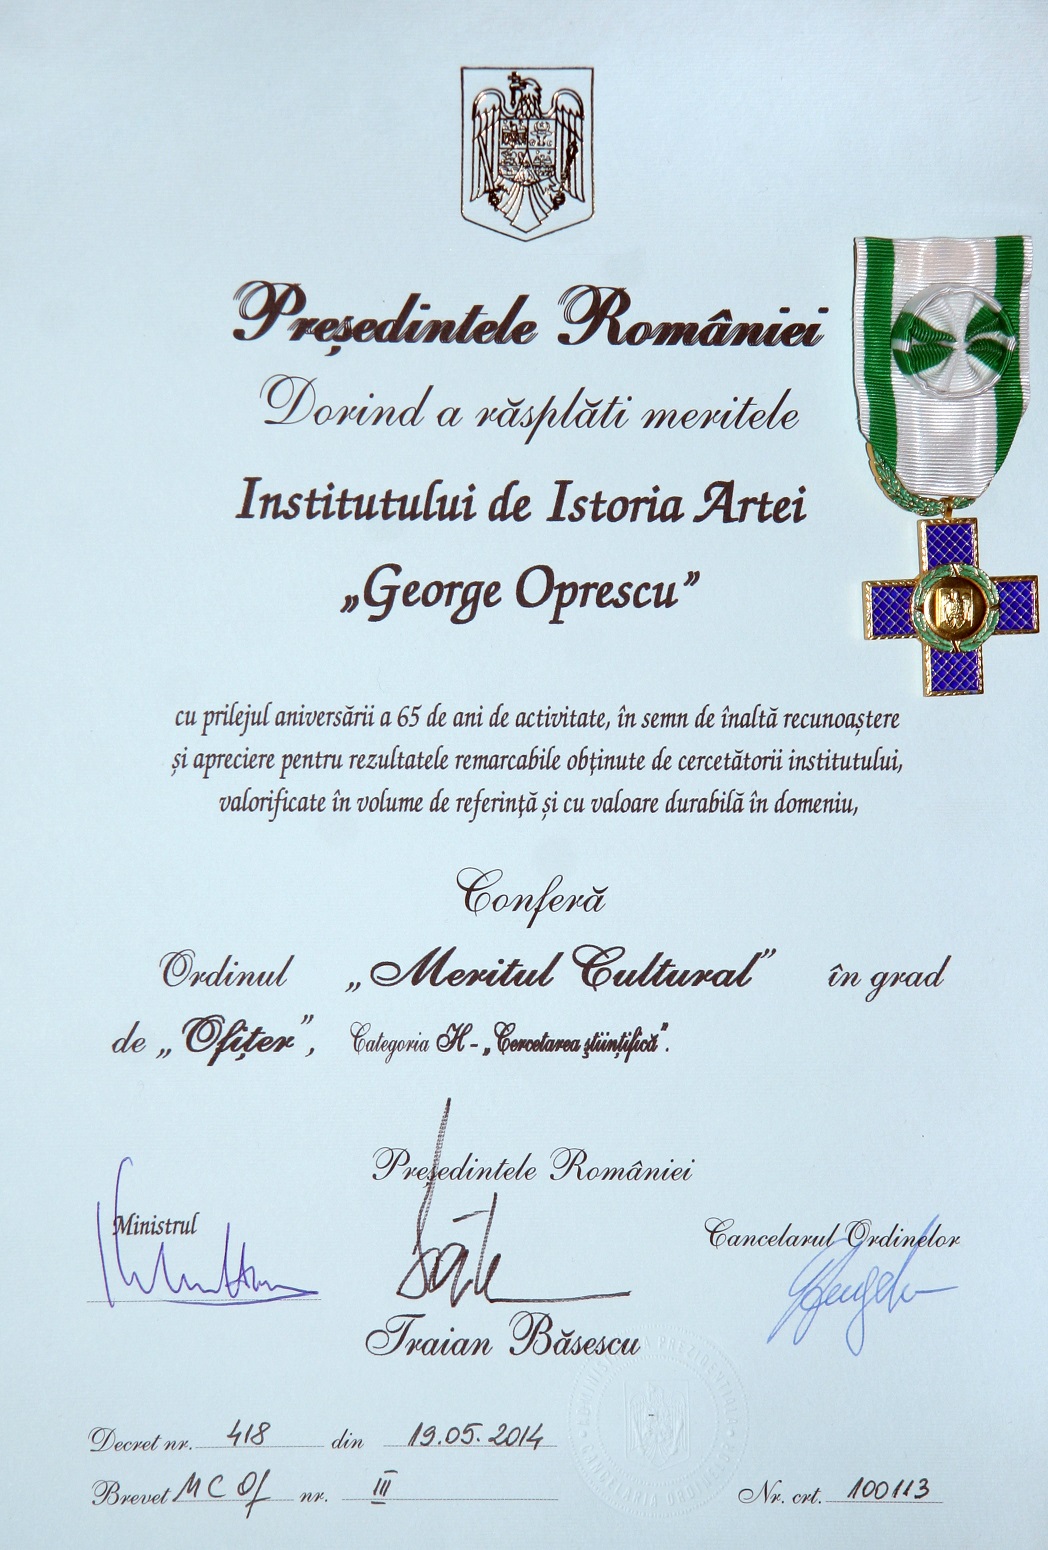 Președintele României
Dorind a răsplăti meritele
Institutului de Istoria Artei
„George Oprescu”
cu prilejul aniversării a 65 de ani de activitate, în semn de înaltă recunoaștere
și apreciere pentru rezultatele remarcabile obținute de cercetătorii institutului,
valorificate în volume de referință și cu valoare durabilă în domeniu,
Conferă
Ordinul „Meritul Cultural” în grad
de „Ofițer”, Categoria H - „Cercetarea științifică”.
Președintele României
Ministrul
Cancelarul Ordinelor
Traian Băsescu
ADMINISTRAȚIA PREZIDENȚIALĂ
CANCELARIA ORDINELOR
Decret nr. 418 din 19.05.2014
Brevet MC Of nr. III
Nr. crt. 100113